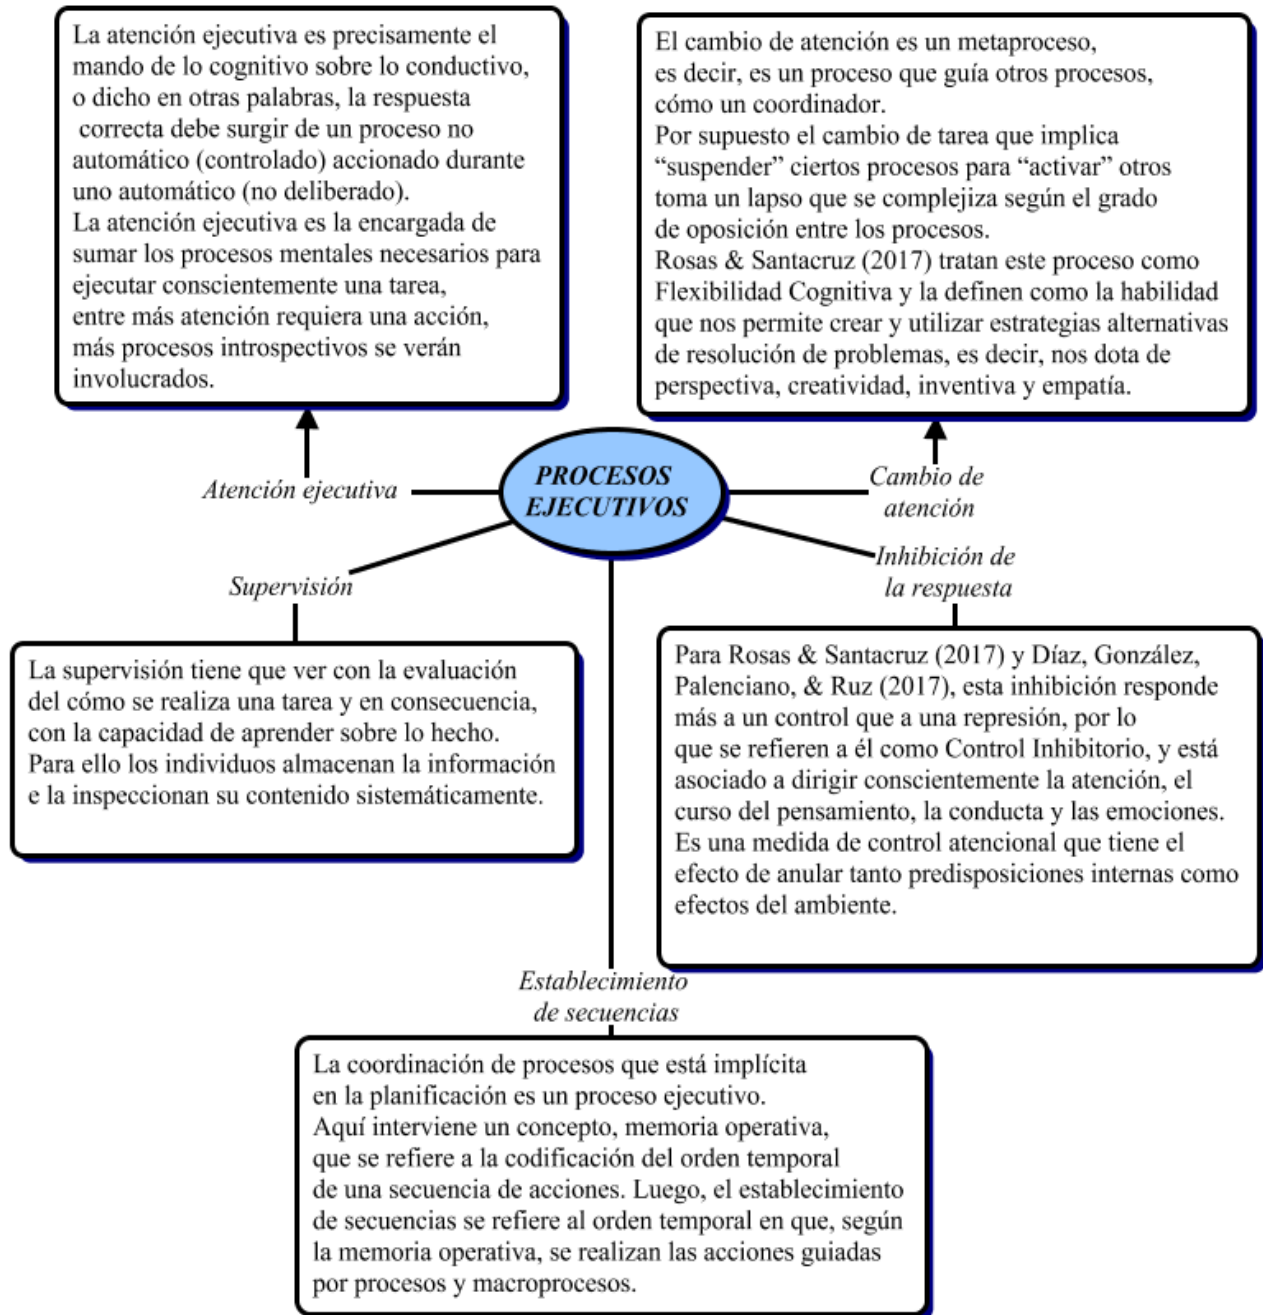 La atención ejecutiva es precisamente el
mando de lo cognitivo sobre lo conductivo,
o dicho en otras palabras, la respuesta
correcta debe surgir de un proceso no
automático (controlado) accionado durante
uno automático (no deliberado).
La atención ejecutiva es la encargada de
sumar los procesos mentales necesarios para
ejecutar conscientemente una tarea,
entre más atención requiera una acción,
más procesos introspectivos se verán
involucrados.
El cambio de atención es un metaproceso,
es decir, es un proceso que guía otros procesos,
cómo un coordinador.
Por supuesto el cambio de tarea que implica
“suspender” ciertos procesos para “activar” otros
toma un lapso que se complejiza según el grado
de oposición entre los procesos.
Rosas & Santacruz (2017) tratan este proceso como
Flexibilidad Cognitiva y la definen como la habilidad
que nos permite crear y utilizar estrategias alternativas
de resolución de problemas, es decir, nos dota de
perspectiva, creatividad, inventiva y empatía.
PROCESOS
EJECUTIVOS
Atención ejecutiva
Cambio de
atención
Supervisión
Inhibición de
la respuesta
La supervisión tiene que ver con la evaluación
del cómo se realiza una tarea y en consecuencia,
con la capacidad de aprender sobre lo hecho.
Para ello los individuos almacenan la información
e la inspeccionan su contenido sistemáticamente.
Para Rosas & Santacruz (2017) y Díaz, González,
Palenciano, & Ruz (2017), esta inhibición responde
más a un control que a una represión, por lo
que se refieren a él como Control Inhibitorio, y está
asociado a dirigir conscientemente la atención, el
curso del pensamiento, la conducta y las emociones.
Es una medida de control atencional que tiene el
efecto de anular tanto predisposiciones internas como
efectos del ambiente.
Establecimiento
de secuencias
La coordinación de procesos que está implícita
en la planificación es un proceso ejecutivo.
Aquí interviene un concepto, memoria operativa,
que se refiere a la codificación del orden temporal
de una secuencia de acciones. Luego, el establecimiento
de secuencias se refiere al orden temporal en que, según
la memoria operativa, se realizan las acciones guiadas
por procesos y macroprocesos.